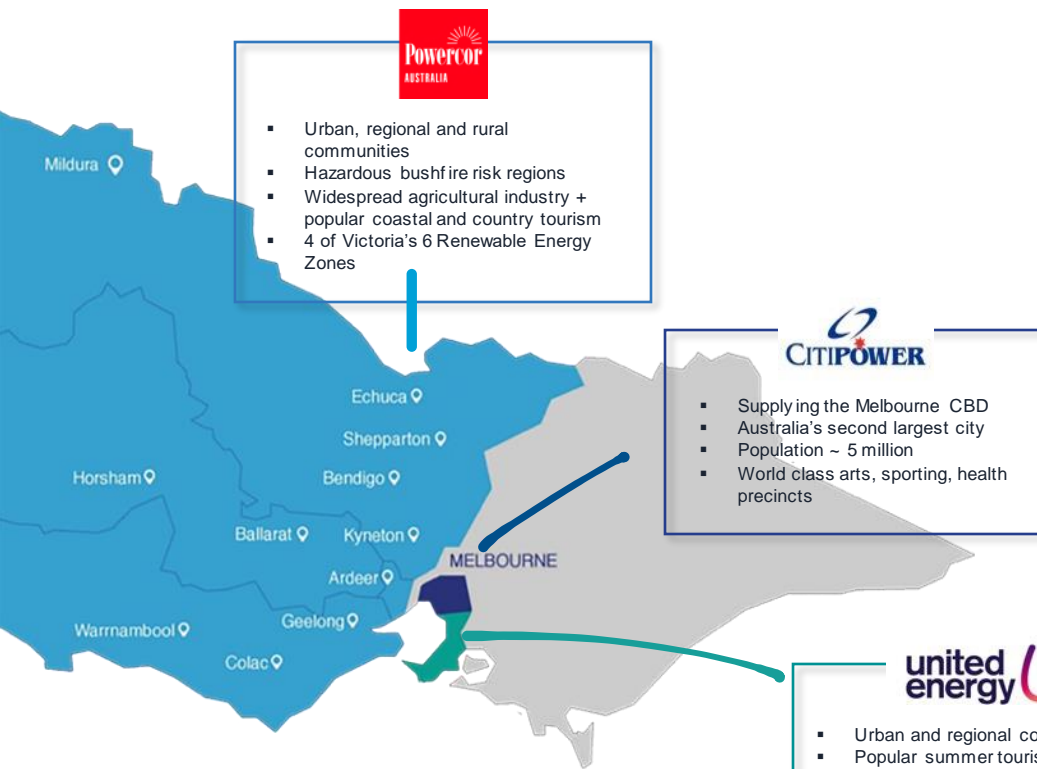 Powercor
AUSTRALIA
Urban, regional and rural
communities
Hazardous bushfire risk regions
Widespread agricultural industry +
popular coastal and country tourism
4 of Victoria's 6 Renewable Energy
Zones
Mildura
CITIPOWER
Supplying the Melbourne CBD
Australia's second largest city
Population ~ 5 million
World class arts, sporting, health
precincts
Echuca
Shepparton
Horsham
Bendigo
Ballarat
Kyneton
MELBOURNE
Ardeer
Geelong
Warrnambool
Colac
united
energy
Urban and regional
Popular summer